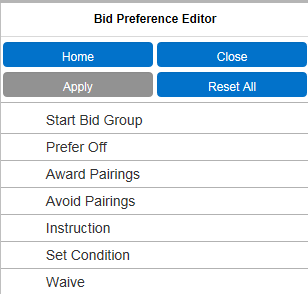 Bid Preference Editor
Home Close
Apply Reset All
Start Bid Group
Prefer Off
Award Pairings
Avoid Pairings
Instruction
Set Condition
Waive